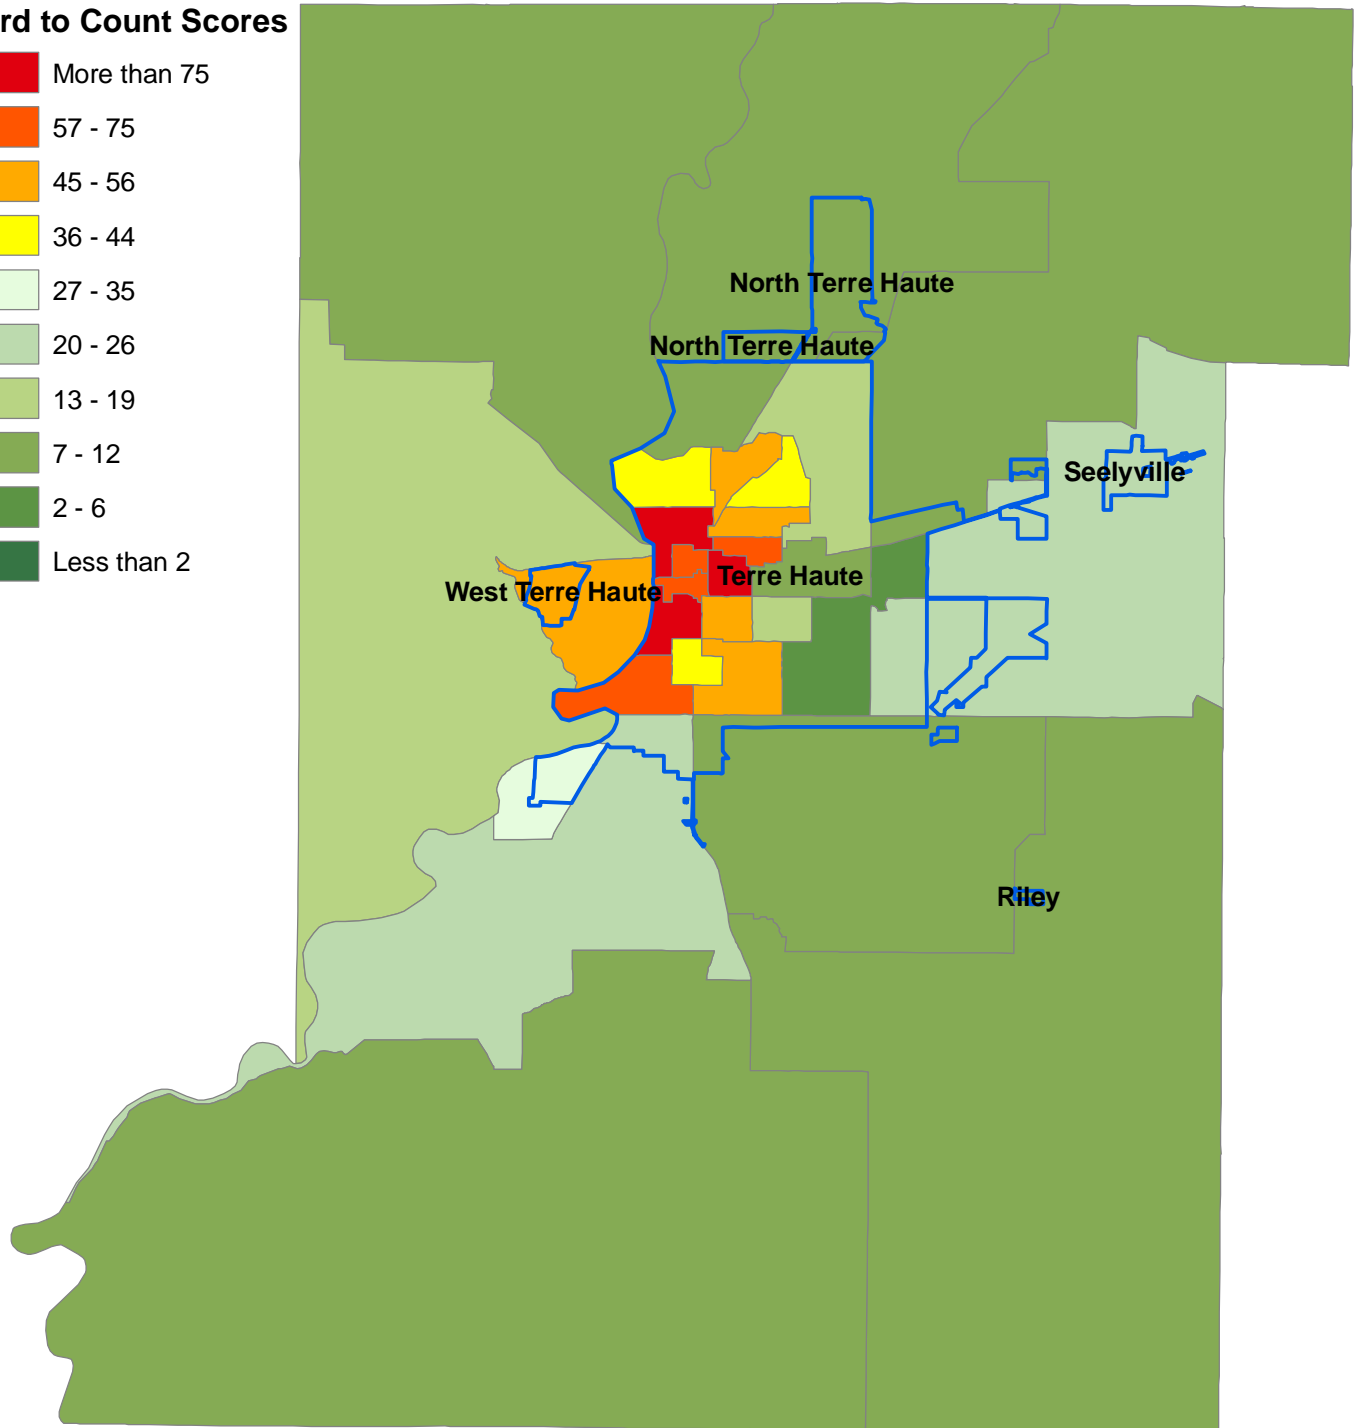 rd to Count Scores
More than 75
57 - 75
45 - 56
36 - 44
27 - 35
20 - 26
13 - 19
7 - 12
2 - 6
Less than 2
North Terre Haute
North Terre Haute
Seelyville
Terre Haute
West Terre Haute
Riley